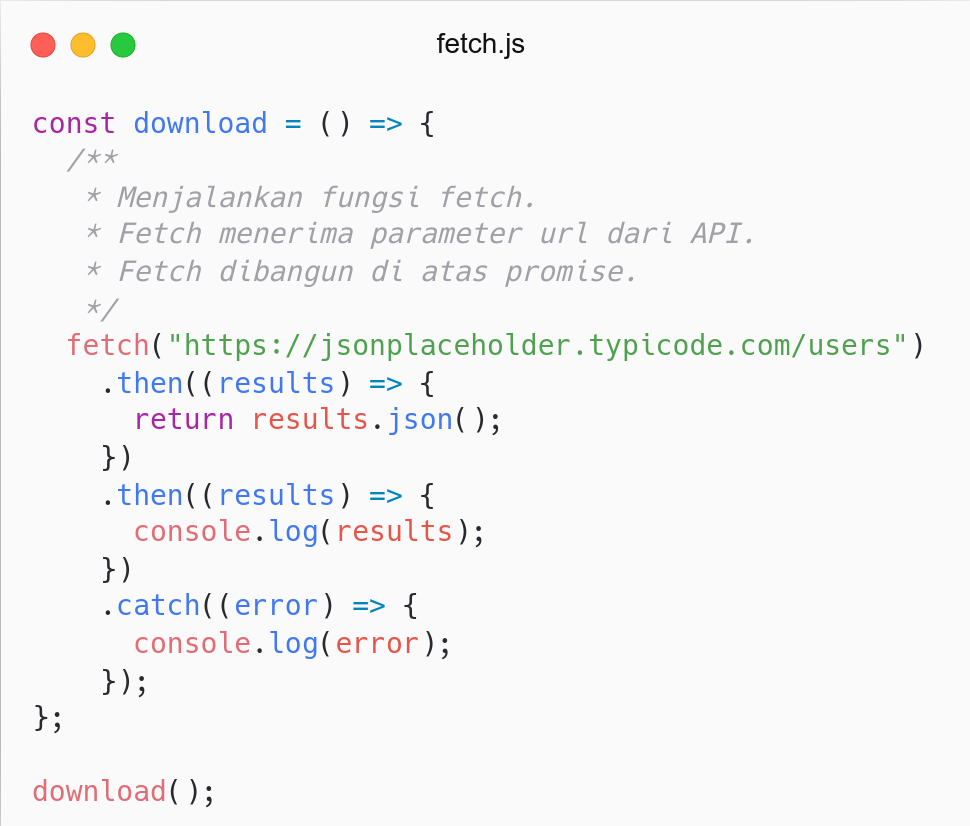 fetch.js
const download = () => {
  /**
   * Menjalankan fungsi fetch.
   * Fetch menerima parameter url dari API.
   * Fetch dibangun di atas promise.
   */
  fetch("https://jsonplaceholder.typicode.com/users")
    .then((results) => {
      return results.json();
    })
    .then((results) => {
      console.log(results);
    })
    .catch((error) => {
      console.log(error);
    });
};

download();